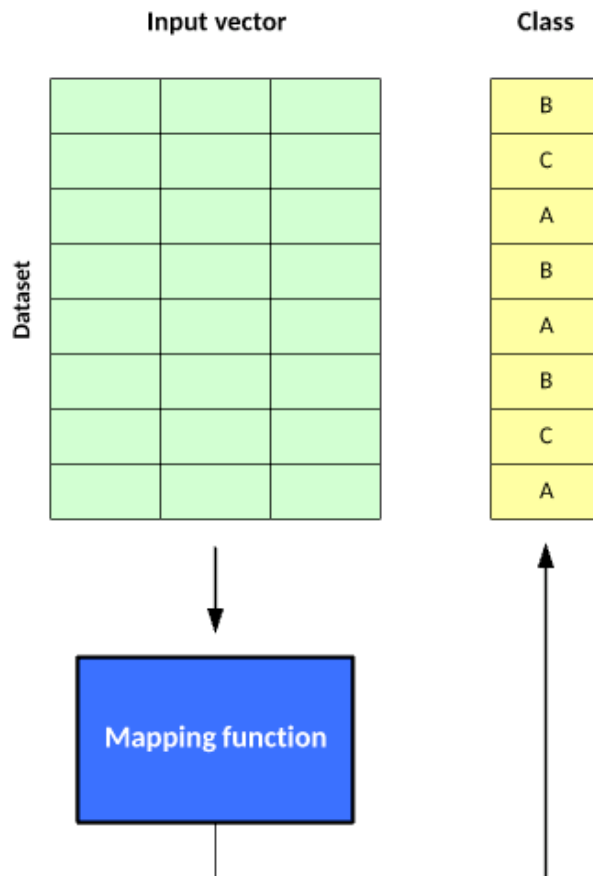 Input vector
Class
Dataset
B
C
A
B
A
B
C
A
Mapping function